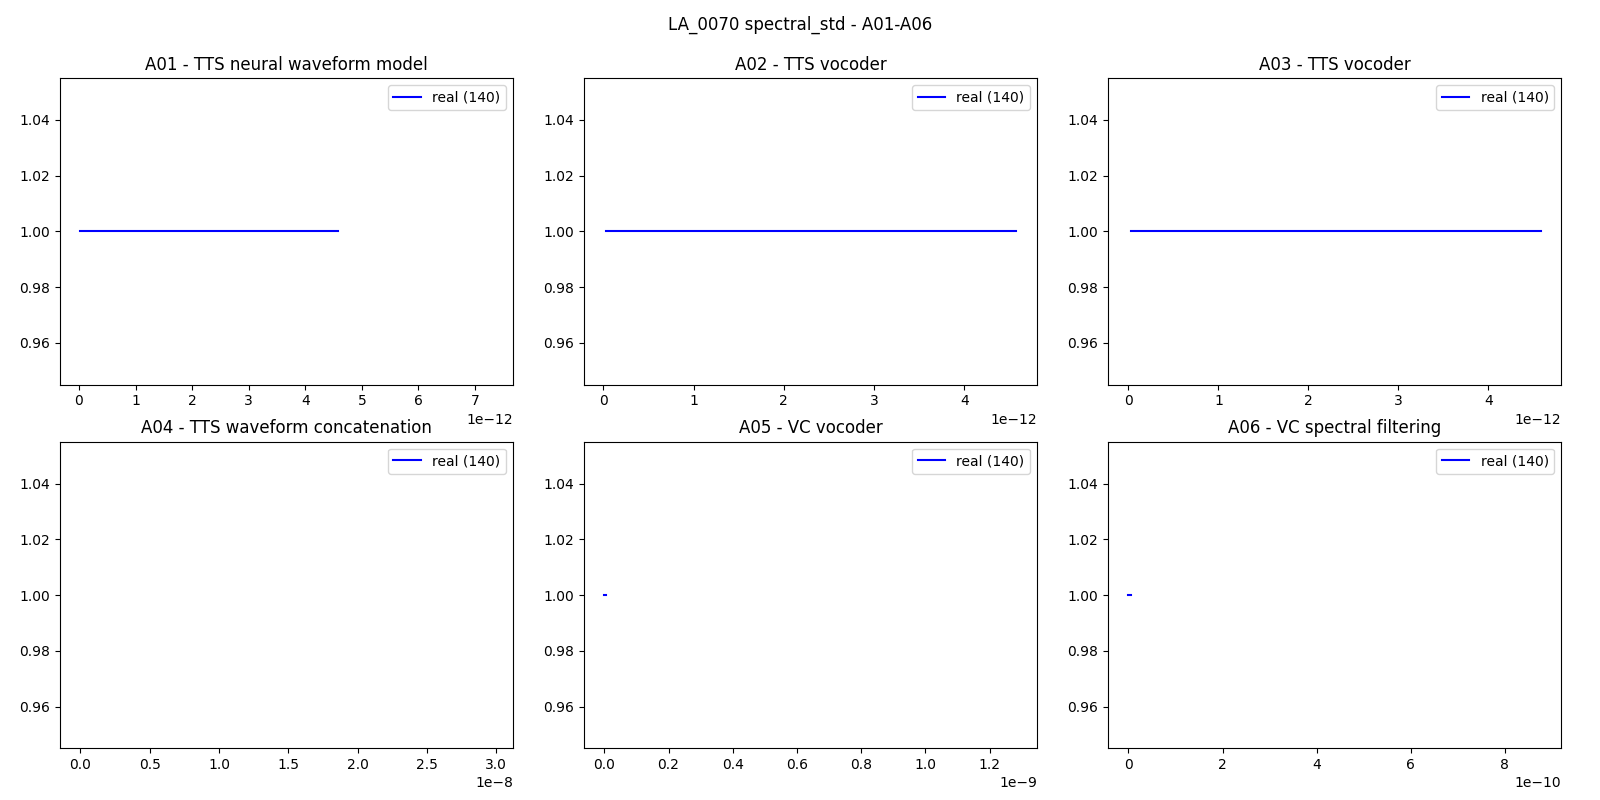 LA_0070 spectral_std - A01-A06
A01 - TTS neural waveform model
real (140)
1.04
1.02
1.00
0.98
0.96
0 1 2 3 4 5 6 7
1e−12
A02 - TTS vocoder
real (140)
1.04
1.02
1.00
0.98
0.96
0 1 2 3 4
1e−12
A03 - TTS vocoder
real (140)
1.04
1.02
1.00
0.98
0.96
0 1 2 3 4
1e−12
A04 - TTS waveform concatenation
real (140)
1.04
1.02
1.00
0.98
0.96
0.0 0.5 1.0 1.5 2.0 2.5 3.0
1e−8
A05 - VC vocoder
real (140)
1.04
1.02
1.00
0.98
0.96
0.0 0.2 0.4 0.6 0.8 1.0 1.2
1e−9
A06 - VC spectral filtering
real (140)
1.04
1.02
1.00
0.98
0.96
0 2 4 6 8
1e−10